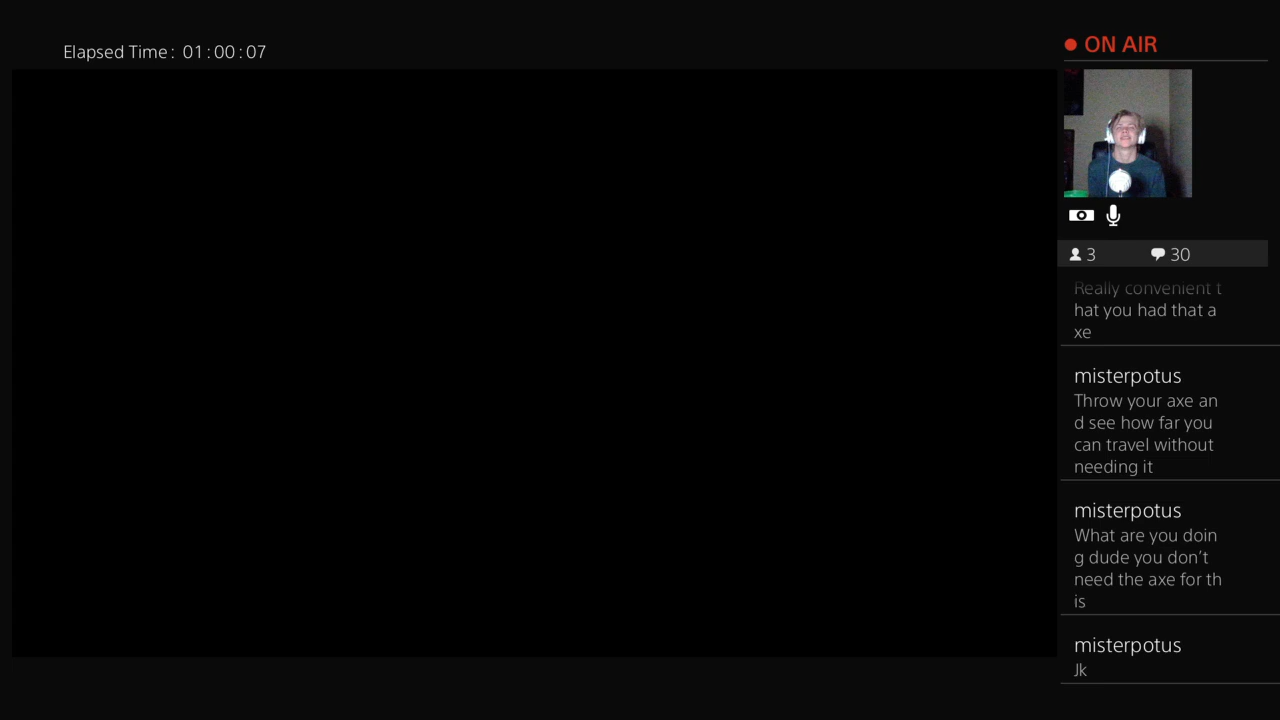 Elapsed Time: 01:00:07
ON AIR
3 30
Really convenient t
hat you had that a
xe
misterpotus
Throw your axe an
d see how far you
can travel without
needing it
misterpotus
What are you doin
g dude you don't
need the axe for th
is
misterpotus
Jk